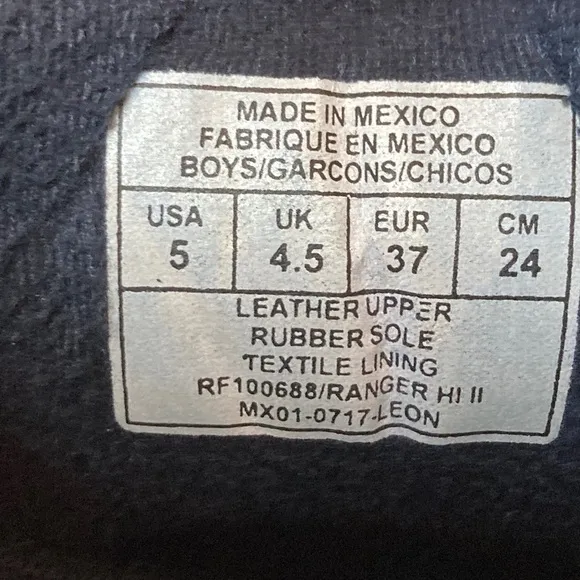 MADE IN MEXICO
FABRIQUE EN MEXICO
BOYS/GARCONS/CHICOS
USA UK EUR CM
5 4.5 37 24
LEATHER UPPER
RUBBER SOLE
TEXTILE LINING
RF100688/RANGER HI II
MX01-0717-LEON